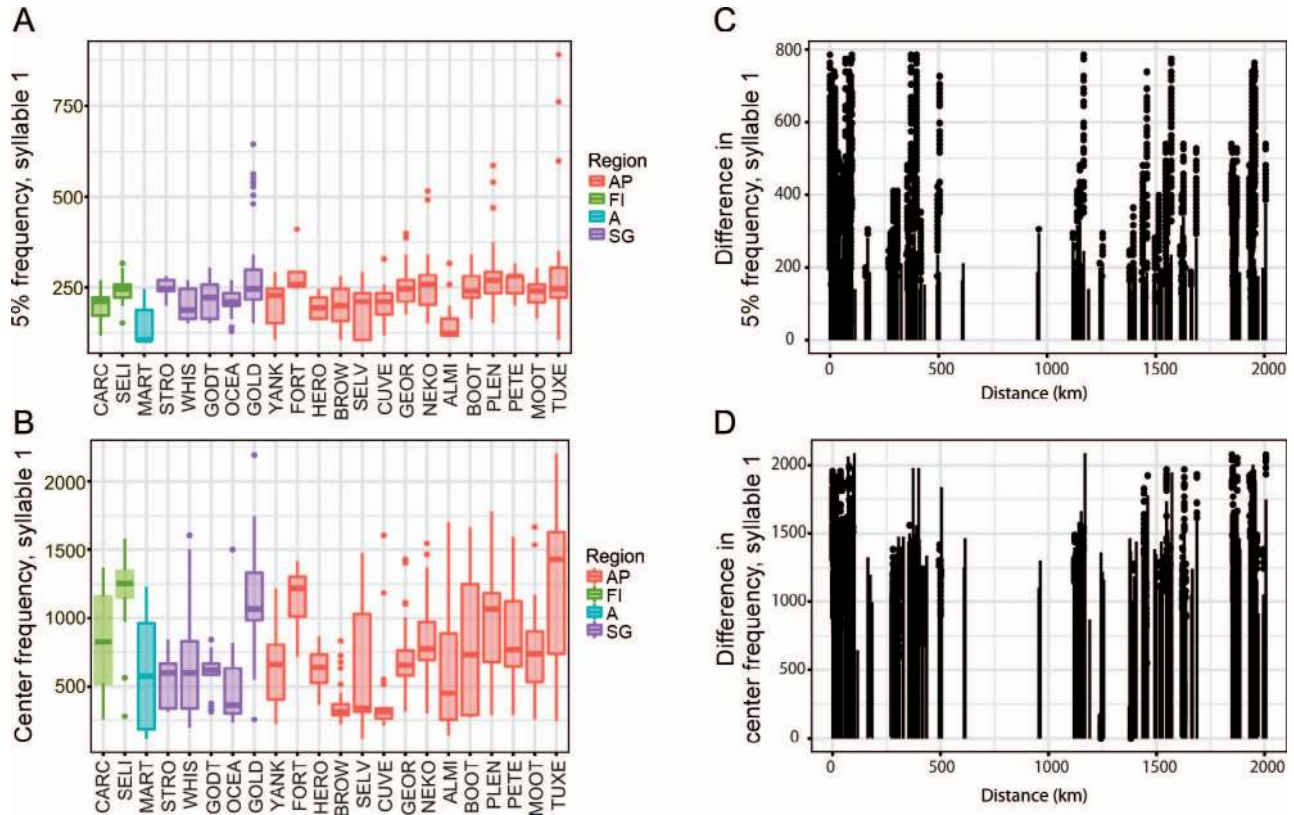 A
5% frequency, syllable 1
750
500
250
CARC
SELI
MART
STRO
WHIS
GODT
OCEA
GOLD
YANK
FORT
HERO
BROW
SELV
CUVE
GEOR
NEKO
ALMI
BOOT
PLEN
PETE
MOOT
TUXE
Region
AP
FI
A
SG
C
Difference in
5% frequency, syllable 1
800
600
400
200
0
0
500
1000
1500
2000
Distance (km)
B
Center frequency, syllable 1
2000
1500
1000
500
CARC
SELI
MART
STRO
WHIS
GODT
OCEA
GOLD
YANK
FORT
HERO
BROW
SELV
CUVE
GEOR
NEKO
ALMI
BOOT
PLEN
PETE
MOOT
TUXE
Region
AP
FI
A
SG
D
Difference in
center frequency, syllable 1
2000
1500
1000
500
0
0
500
1000
1500
2000
Distance (km)